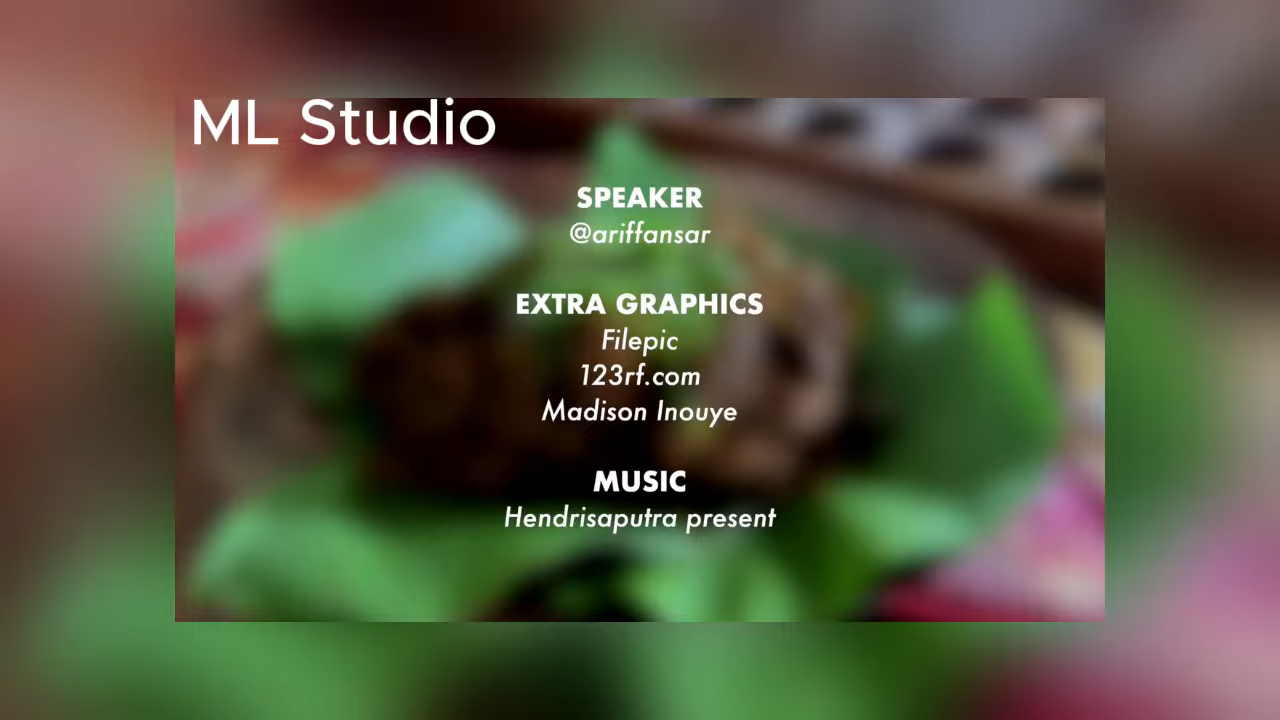 ML Studio
SPEAKER
@ariffansar
EXTRA GRAPHICS
Filepic
123rf.com
Madison Inouye
MUSIC
Hendrisaputra present